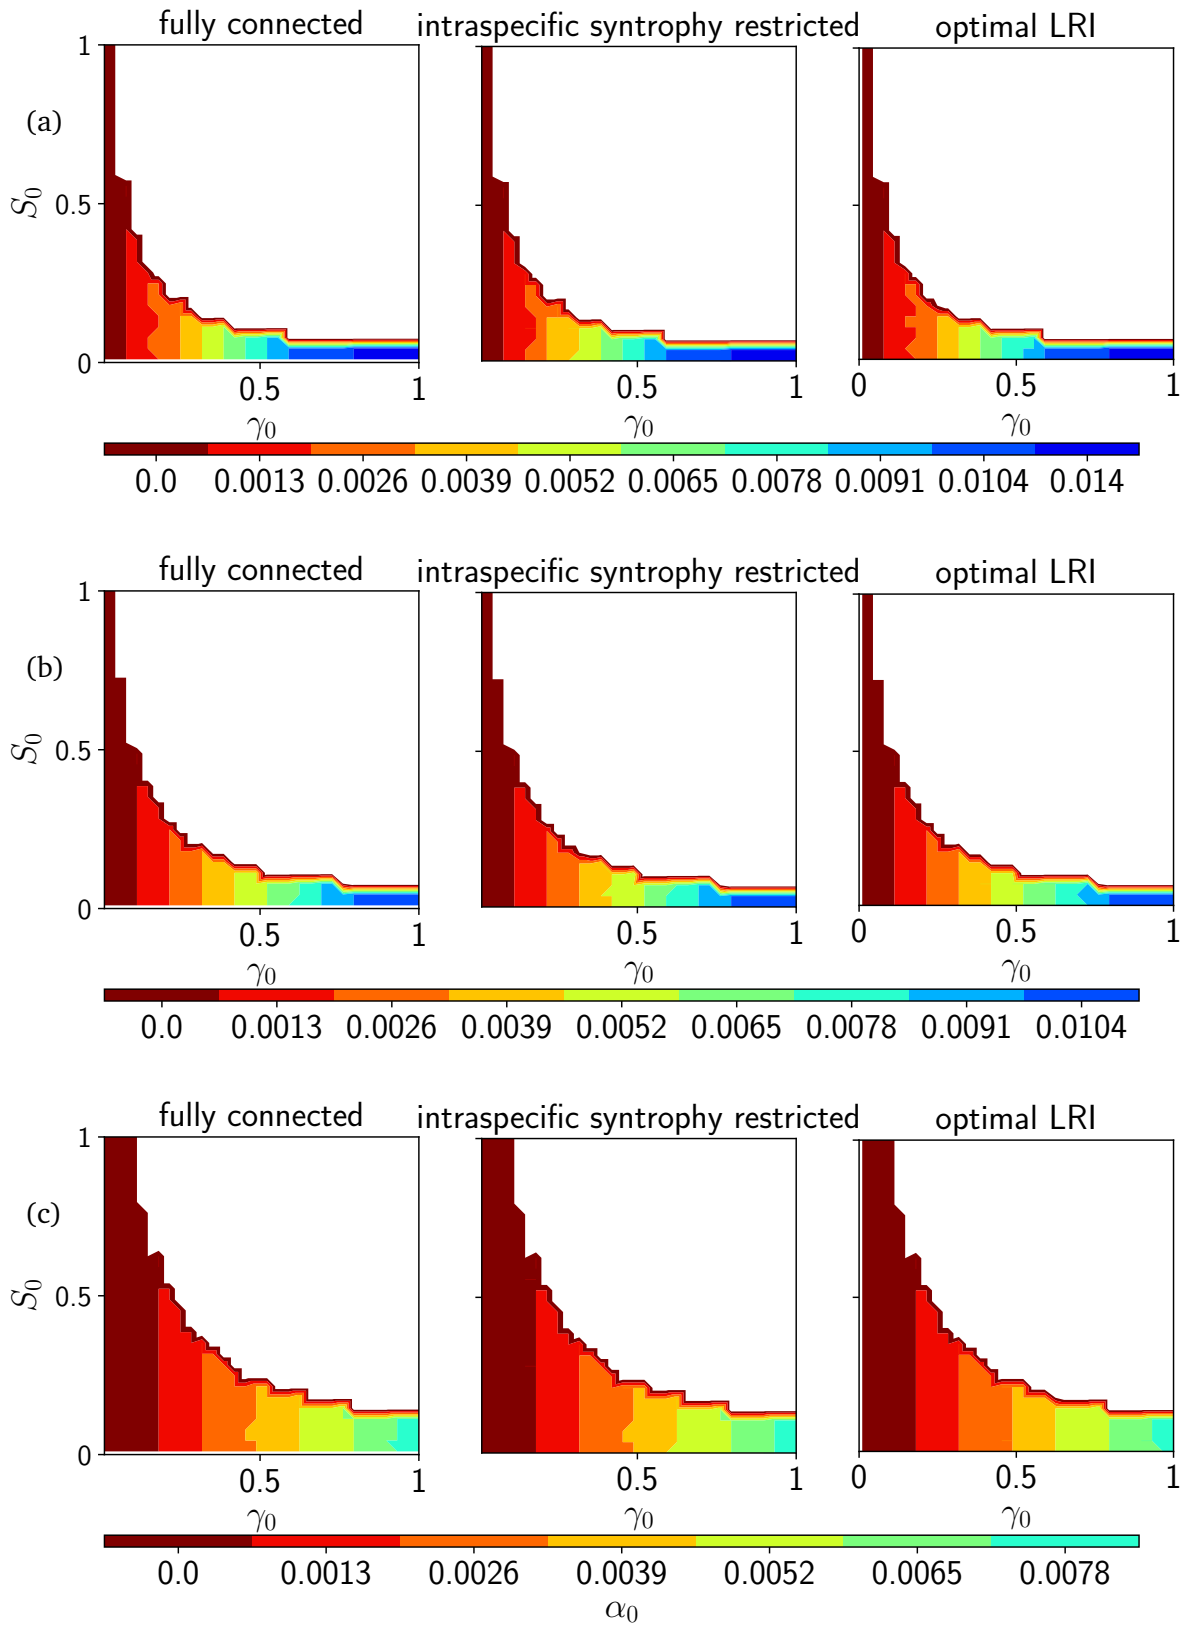 fully connected intraspecific syntrophy restricted optimal LRI
1
(a)
S₀
0.5
0
0.5 1 0.5 1 0 0.5 1
γ₀ γ₀ γ₀
0.0 0.0013 0.0026 0.0039 0.0052 0.0065 0.0078 0.0091 0.0104 0.014
fully connected intraspecific syntrophy restricted optimal LRI
1
(b)
S₀
0.5
0
0.5 1 0.5 1 0 0.5 1
γ₀ γ₀ γ₀
0.0 0.0013 0.0026 0.0039 0.0052 0.0065 0.0078 0.0091 0.0104
fully connected intraspecific syntrophy restricted optimal LRI
1
(c)
S₀
0.5
0
0.5 1 0.5 1 0 0.5 1
γ₀ γ₀ γ₀
0.0 0.0013 0.0026 0.0039 0.0052 0.0065 0.0078
α₀